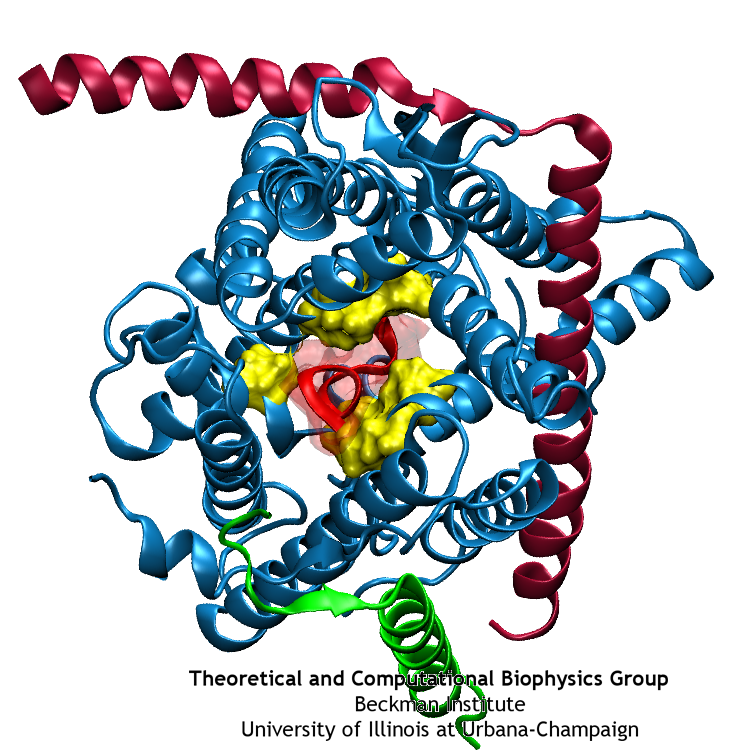 Theoretical and Computational Biophysics Group
Beckman Institute
University of Illinois at Urbana-Champaign